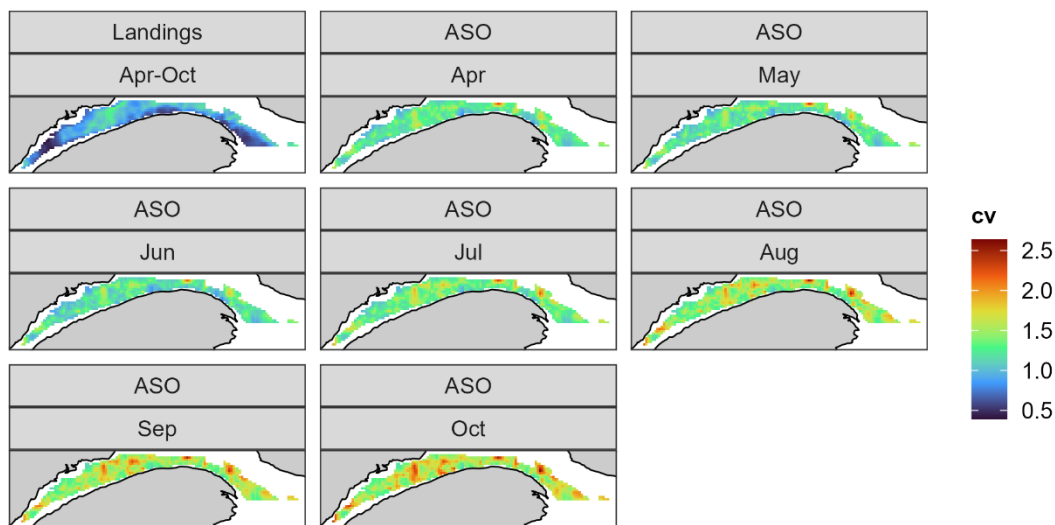 Landings
Apr-Oct
ASO
Apr
ASO
May
ASO
Jun
ASO
Jul
ASO
Aug
ASO
Sep
ASO
Oct
cv
2.5
2.0
1.5
1.0
0.5